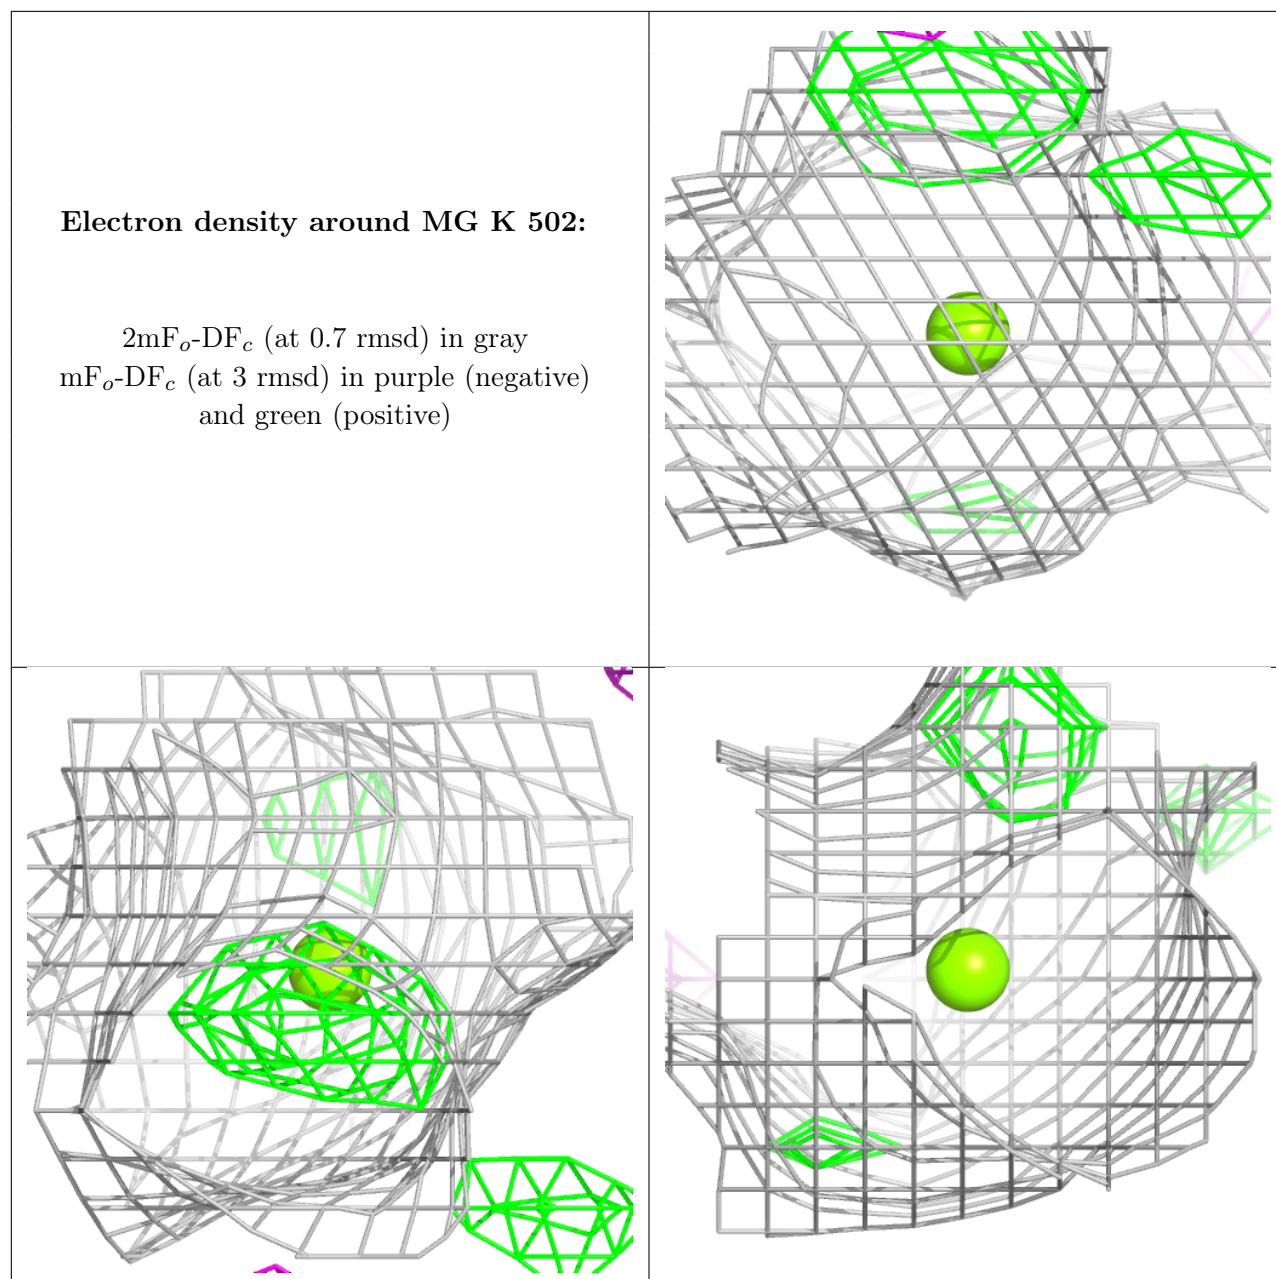 Electron density around MG K 502:
2mFo-DFc (at 0.7 rmsd) in gray
mFo-DFc (at 3 rmsd) in purple (negative)
and green (positive)